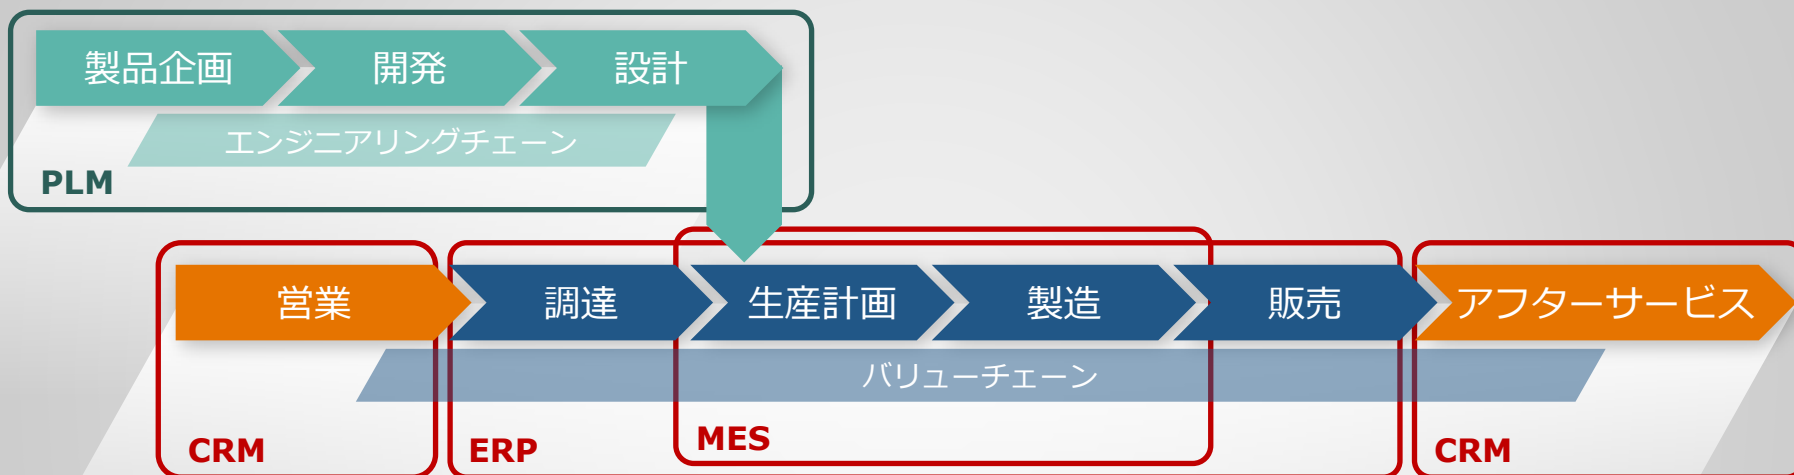 製品企画
開発
設計
エンジニアリングチェーン
PLM
営業
調達
生産計画
製造
販売
アフターサービス
バリューチェーン
CRM
ERP
MES
CRM